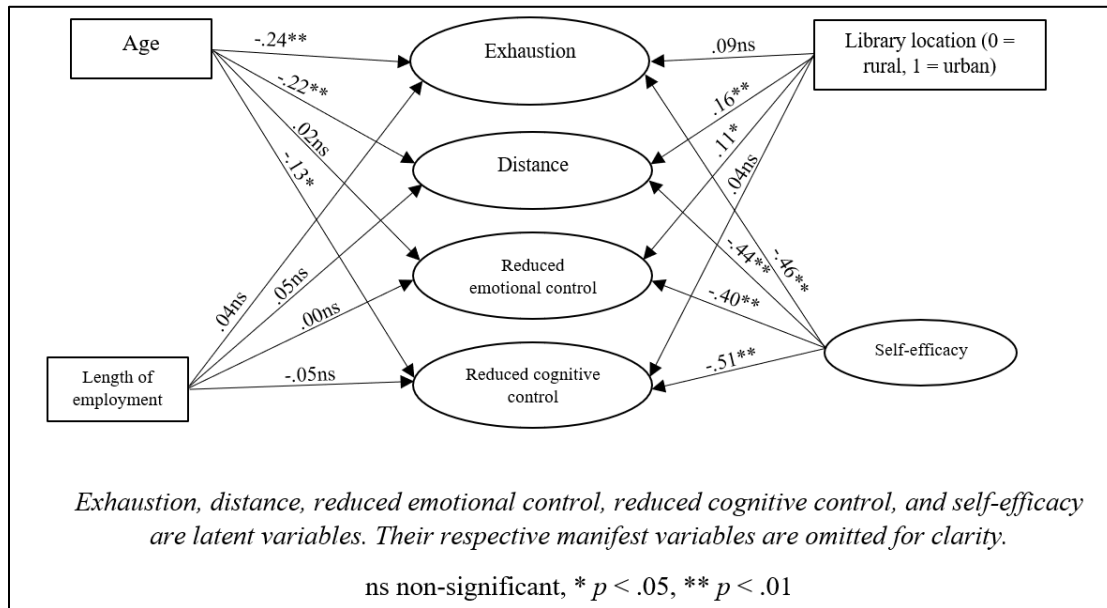 Age
-.24**
Exhaustion
.09ns
Library location (0 =
rural, 1 = urban)
-.22**
.16**
.02ns
.11*
-.13*
Distance
.04ns
.04ns
.05ns
.00ns
Reduced
emotional control
-.44**
-.46**
-.40**
Length of
employment
-.05ns
Reduced cognitive
control
-.51**
Self-efficacy
Exhaustion, distance, reduced emotional control, reduced cognitive control, and self-efficacy
are latent variables. Their respective manifest variables are omitted for clarity.
ns non-significant, * p < .05, ** p < .01